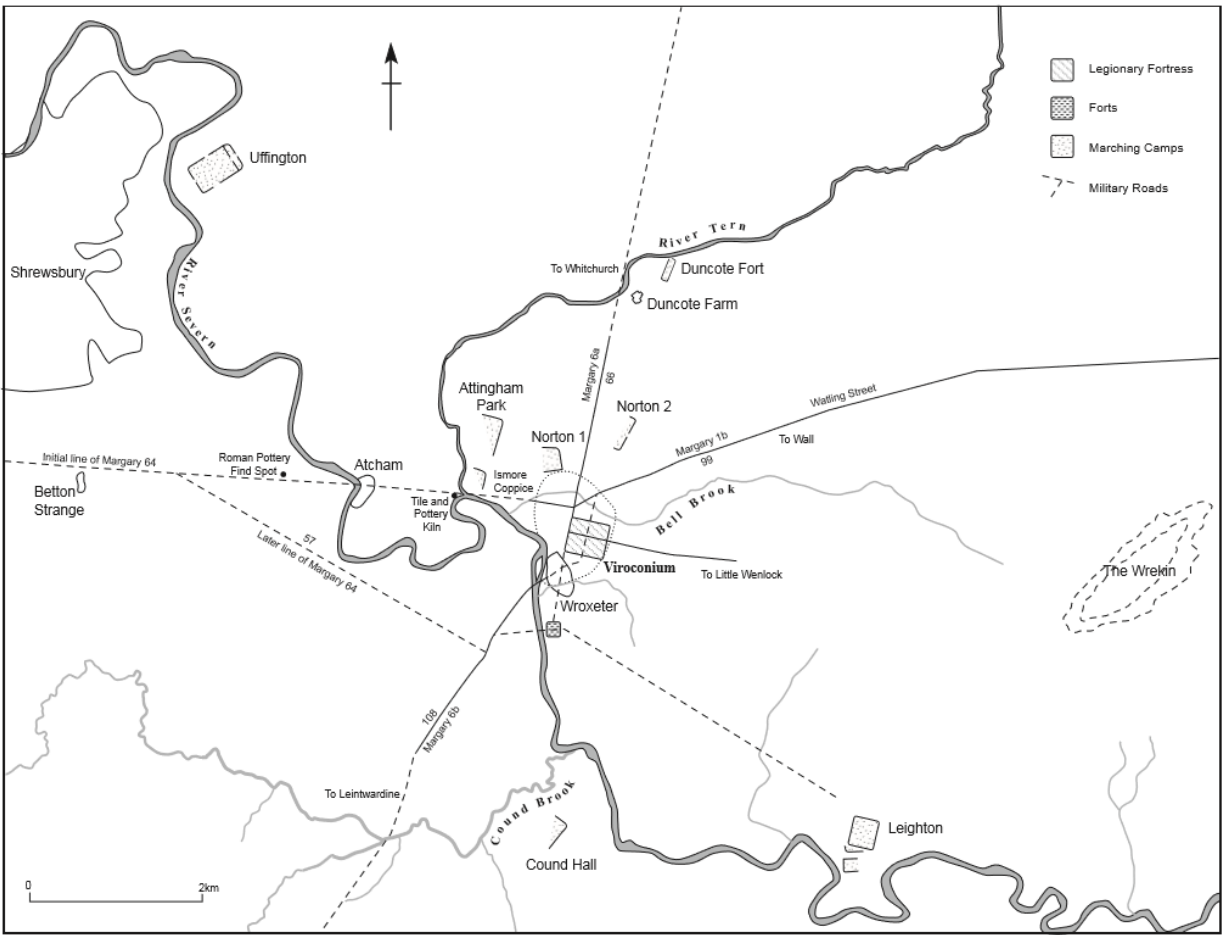 Legionary Fortress
Forts
Marching Camps
Military Roads
Uffington
River Tern
To Whitchurch
Duncote Fort
Shrewsbury
River Severn
Duncote Farm
Margary 6a
66
Attingham
Park
Norton 2
Watling Street
Norton 1
Margary 1b
99
To Wall
Initial line of Margary 64
Roman Pottery
Find Spot
Atcham
Ismore
Coppice
Betton
Strange
Tile and
Pottery
Kiln
Bell Brook
57
Later line of Margary 64
Viroconium
To Little Wenlock
The Wrekin
Wroxeter
108
Margary 6b
To Leintwardine
Cound Brook
Leighton
Cound Hall
0
2km